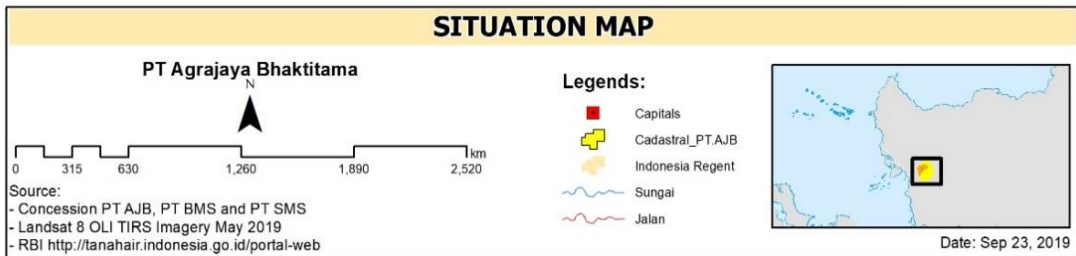 SITUATION MAP
PT Agrajaya Bhaktitama
N
km
0 315 630 1,260 1,890 2,520
Source:
- Concession PT AJB, PT BMS and PT SMS
- Landsat 8 OLI TIRS Imagery May 2019
- RBI http://tanahair.indonesia.go.id/portal-web
Legends:
Capitals
Cadastral_PT.AJB
Indonesia Regent
Sungai
Jalan
Date: Sep 23, 2019